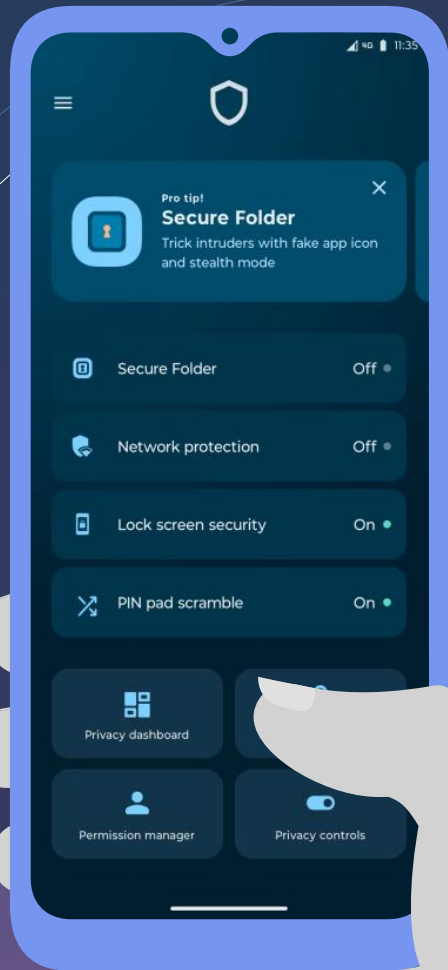 4G 11:35
Pro tip!
Secure Folder
Trick intruders with fake app icon
and stealth mode
Secure Folder Off
Network protection Off
Lock screen security On
PIN pad scramble On
Privacy dashboard
Permission manager Privacy controls